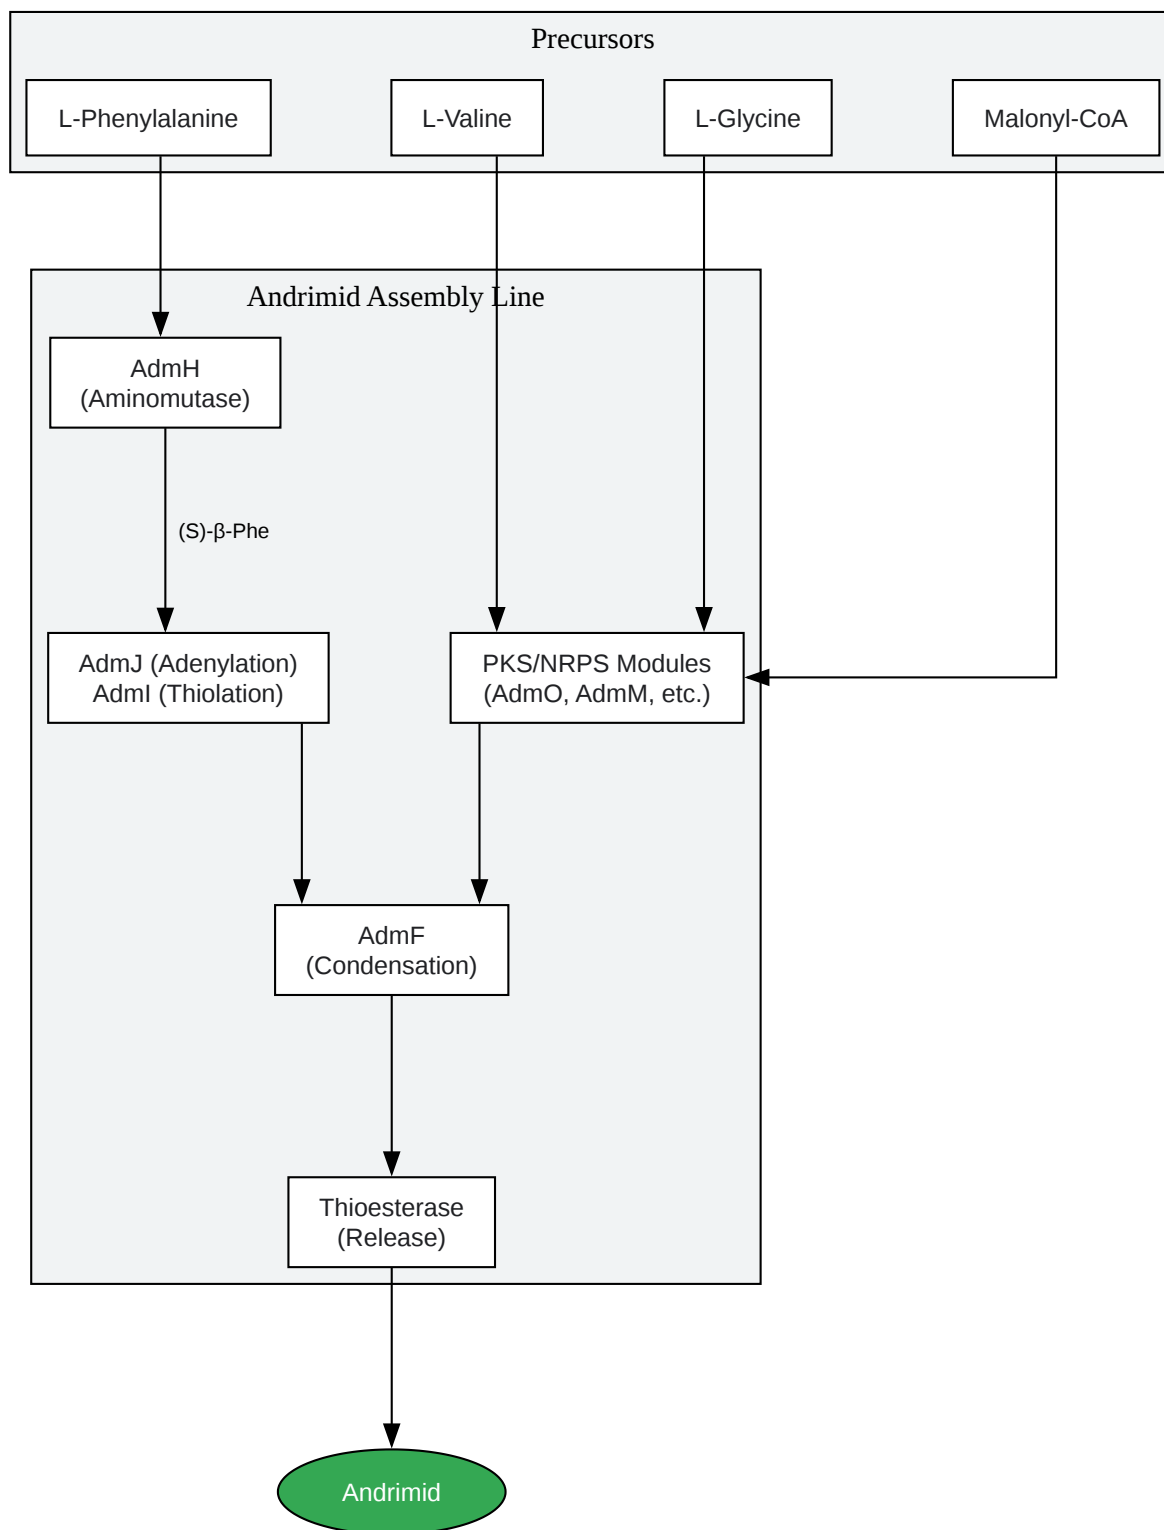 Precursors
L-Phenylalanine
L-Valine
L-Glycine
Malonyl-CoA
Andrimid Assembly Line
AdmH
(Aminomutase)
(S)-β-Phe
AdmJ (Adenylation)
AdmI (Thiolation)
PKS/NRPS Modules
(AdmO, AdmM, etc.)
AdmF
(Condensation)
Thioesterase
(Release)
Andrimid